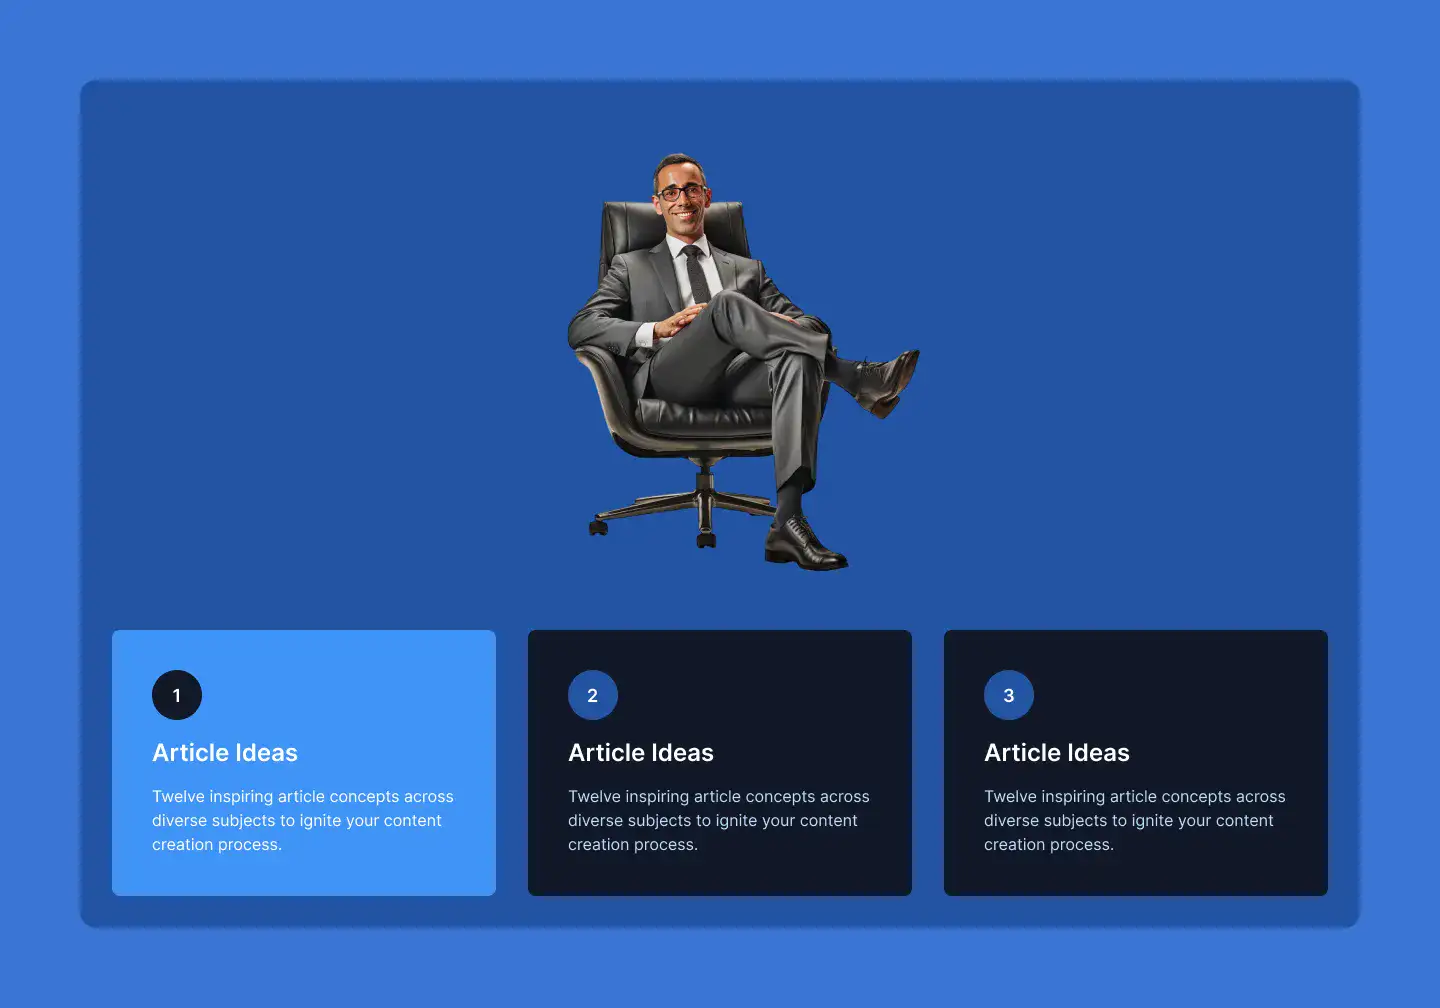 1
Article Ideas
Twelve inspiring article concepts across
diverse subjects to ignite your content
creation process.
2
Article Ideas
Twelve inspiring article concepts across
diverse subjects to ignite your content
creation process.
3
Article Ideas
Twelve inspiring article concepts across
diverse subjects to ignite your content
creation process.